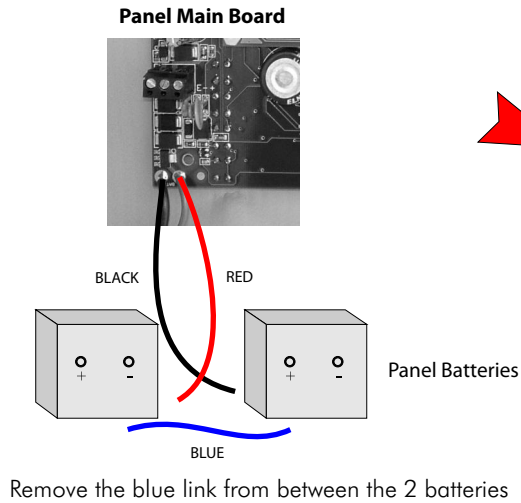 Panel Main Board
E - +
BLACK
RED
+ -
+ -
Panel Batteries
BLUE
Remove the blue link from between the 2 batteries